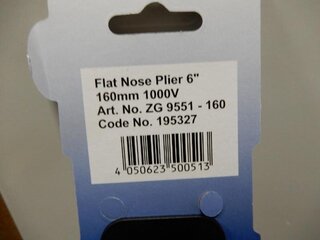 Flat Nose Plier 6"
160mm 1000V
Art. No. ZG 9551 - 160
Code No. 195327
4 050623 500513